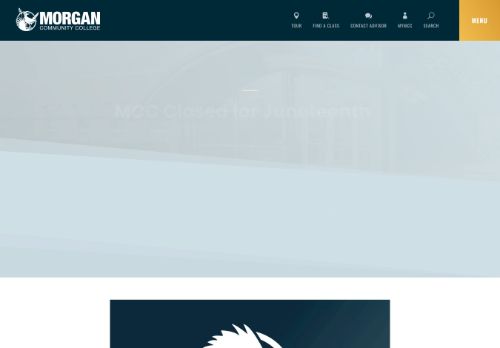 MORGAN
COMMUNITY COLLEGE
TOUR
FIND A CLASS
CONTACT ADVISOR
MYMCC
SEARCH
MENU
MCC Closed for Juneteenth